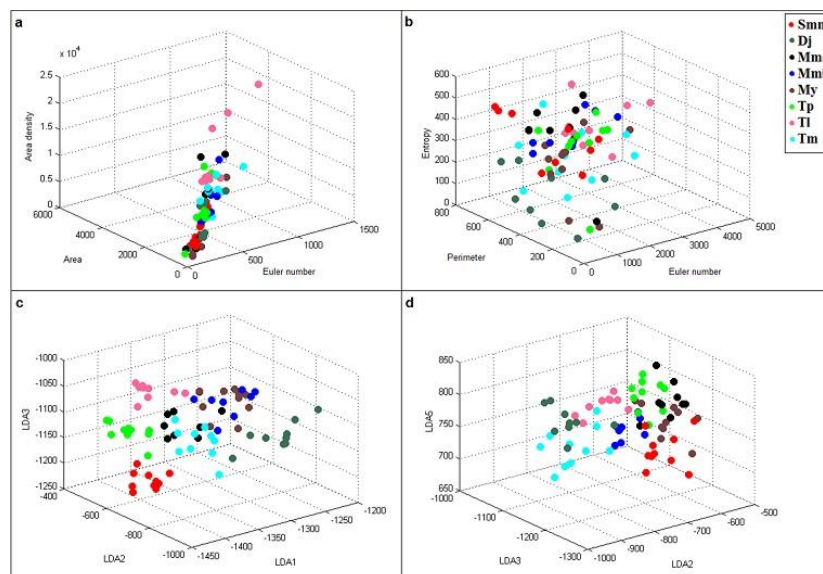 a
x 10⁴
2.5
2
1.5
1
0.5
0
Area density
6000
4000
2000
0
Area
0
500
1000
1500
Euler number
b
600
500
400
300
200
100
0
Entropy
800
600
400
200
0
Perimeter
0
1000
2000
3000
4000
5000
Euler number
Smn
Dj
My
Tp
Tl
Tm
c
-1000
-1050
-1100
-1150
-1200
-1250
LDA3
-400
-600
-800
-1000
LDA2
-1450
-1400
-1350
-1300
-1250
-1200
LDA1
d
850
800
750
700
650
LDA5
-1000
-1100
-1200
-1300
LDA3
-1000
-900
-800
-700
-600
-500
LDA2